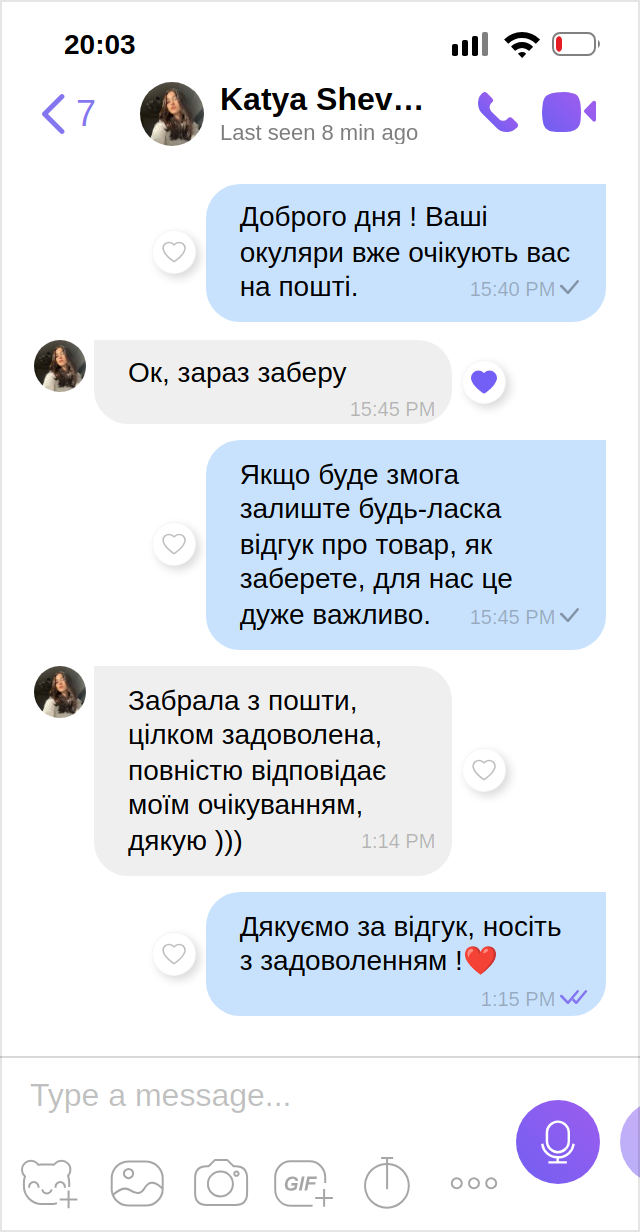 20:03
7
Katya Shev...
Last seen 8 min ago
Доброго дня ! Ваші
окуляри вже очікують вас
на пошті.
15:40 PM
Ок, зараз заберу
15:45 PM
Якщо буде змога
залиште будь-ласка
відгук про товар, як
заберете, для нас це
дуже важливо.
15:45 PM
Забрала з пошти,
цілком задоволена,
повністю відповідає
моїм очікуванням,
дякую )))
1:14 PM
Дякуємо за відгук, носіть
з задоволенням !❤️
1:15 PM
Type a message...
GIF